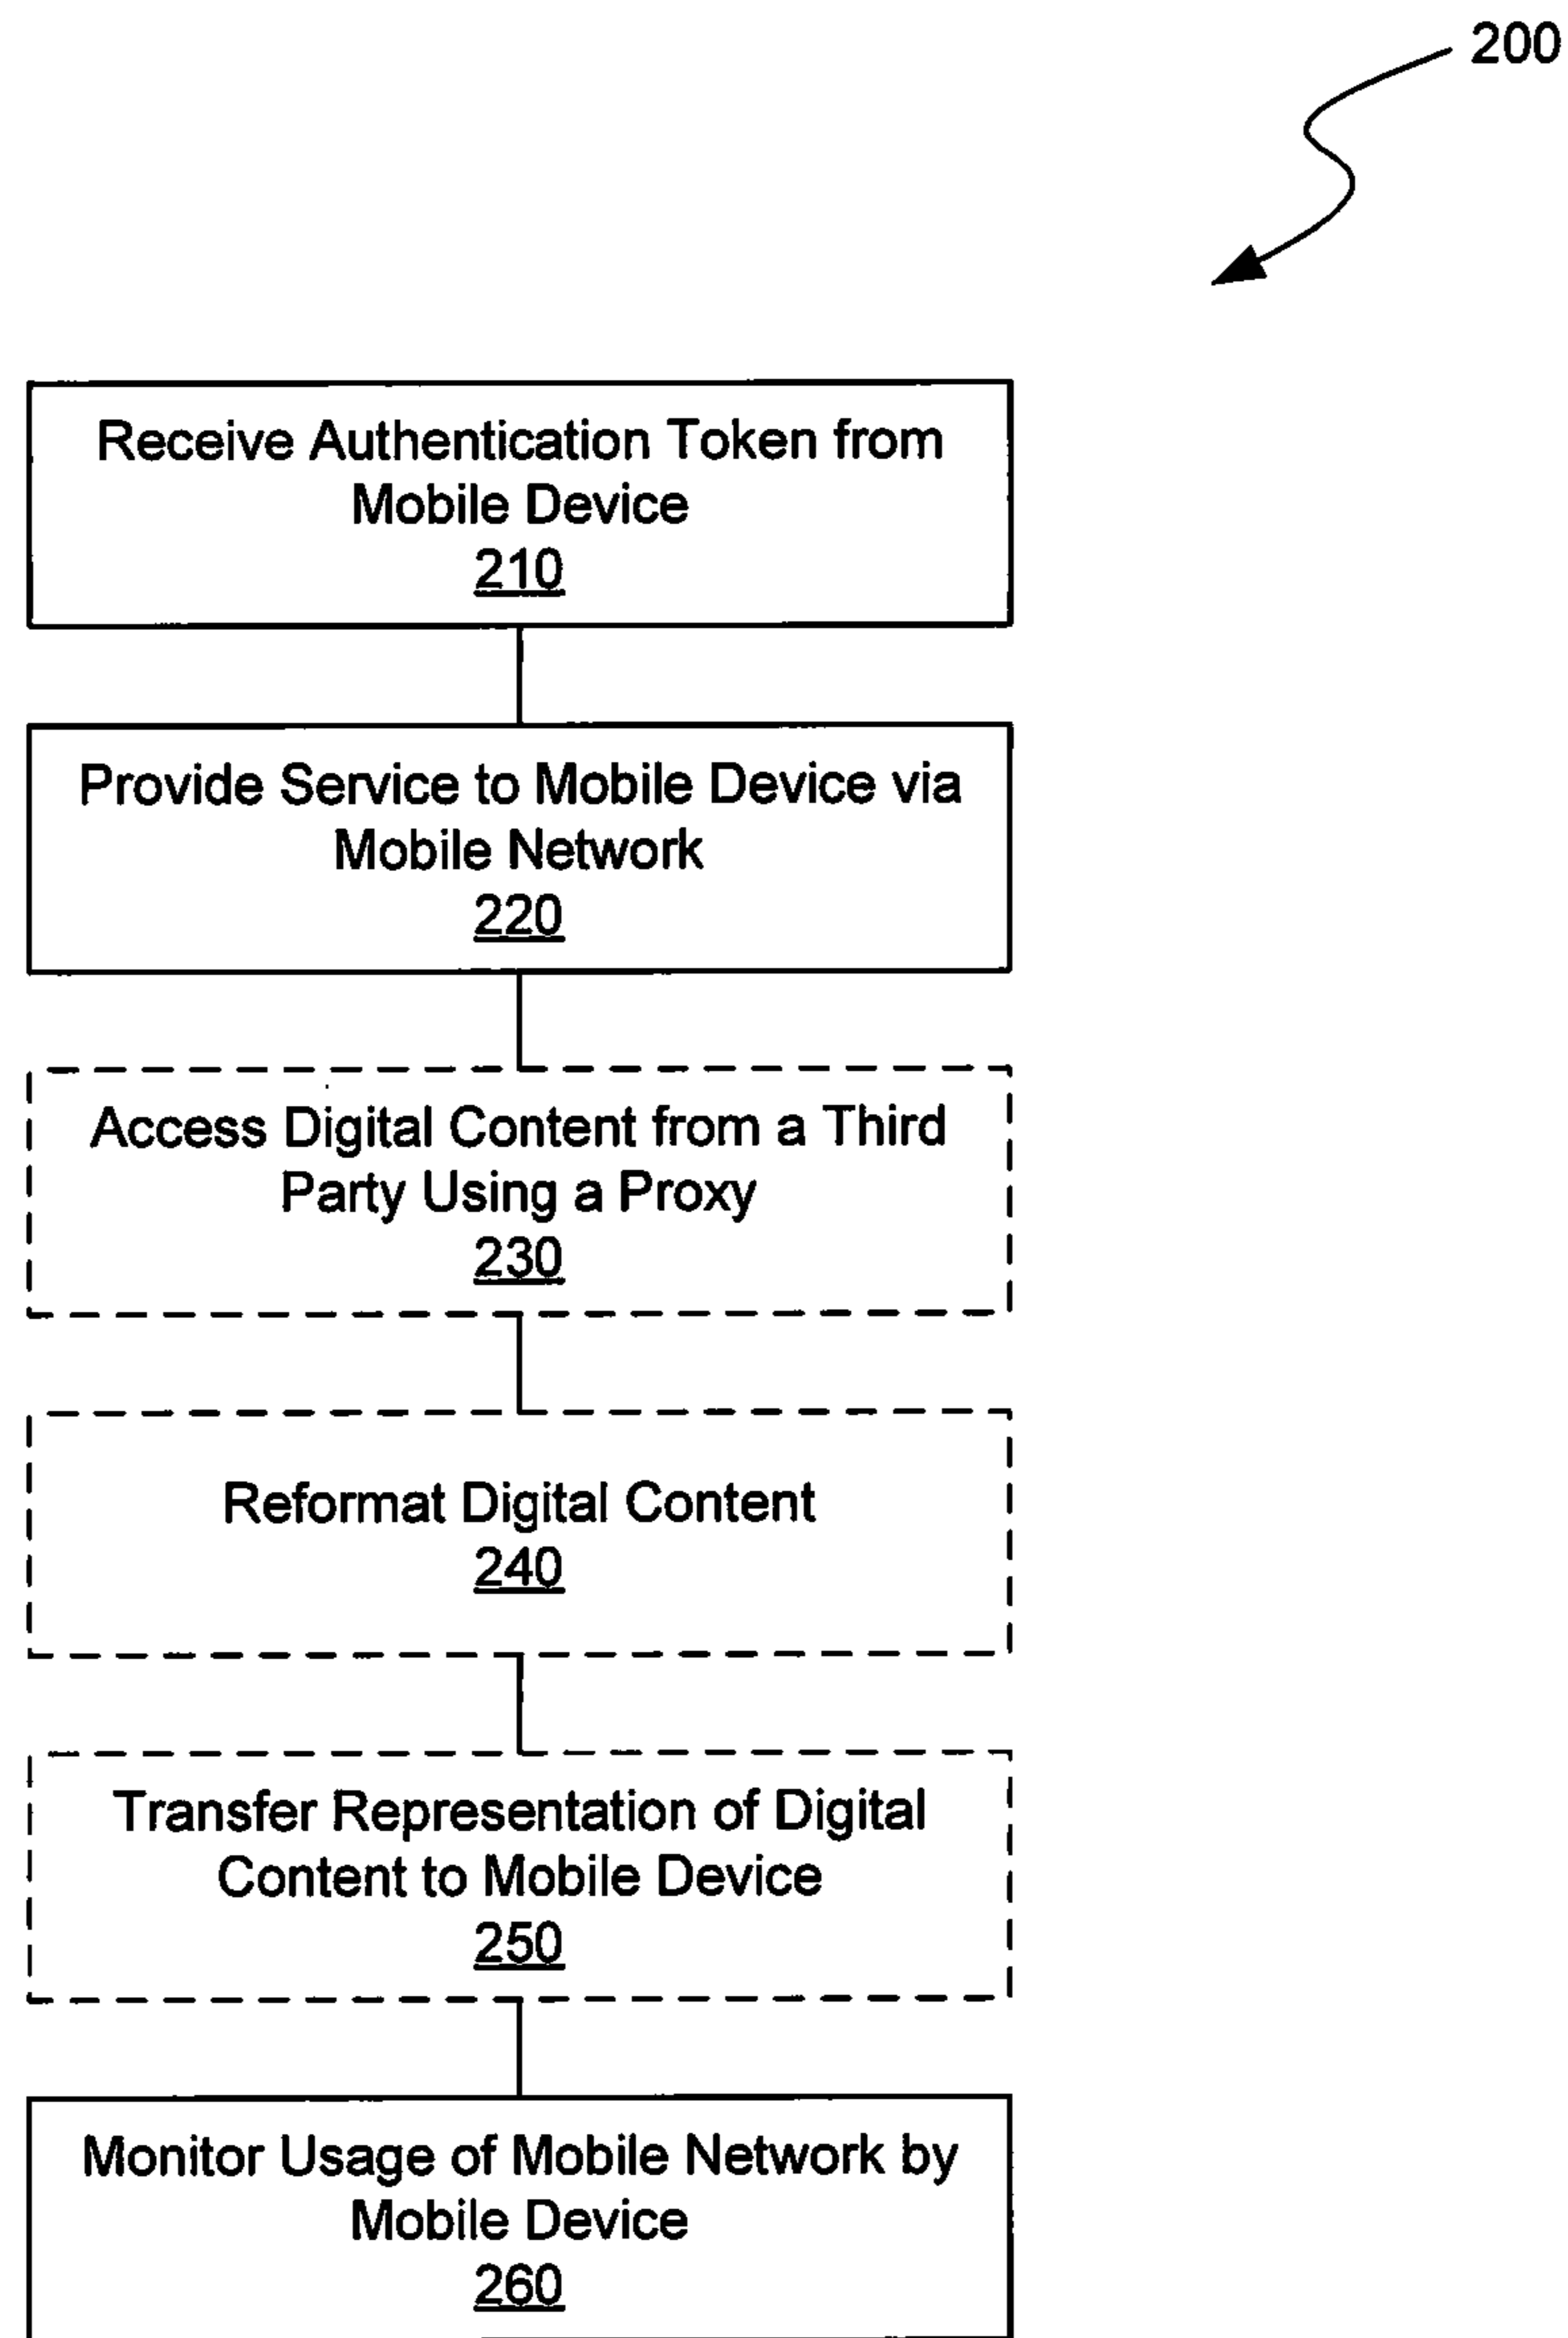 200
Receive Authentication Token from
Mobile Device
210
Provide Service to Mobile Device via
Mobile Network
220
Access Digital Content from a Third
Party Using a Proxy
230
Reformat Digital Content
240
Transfer Representation of Digital
Content to Mobile Device
250
Monitor Usage of Mobile Network by
Mobile Device
260